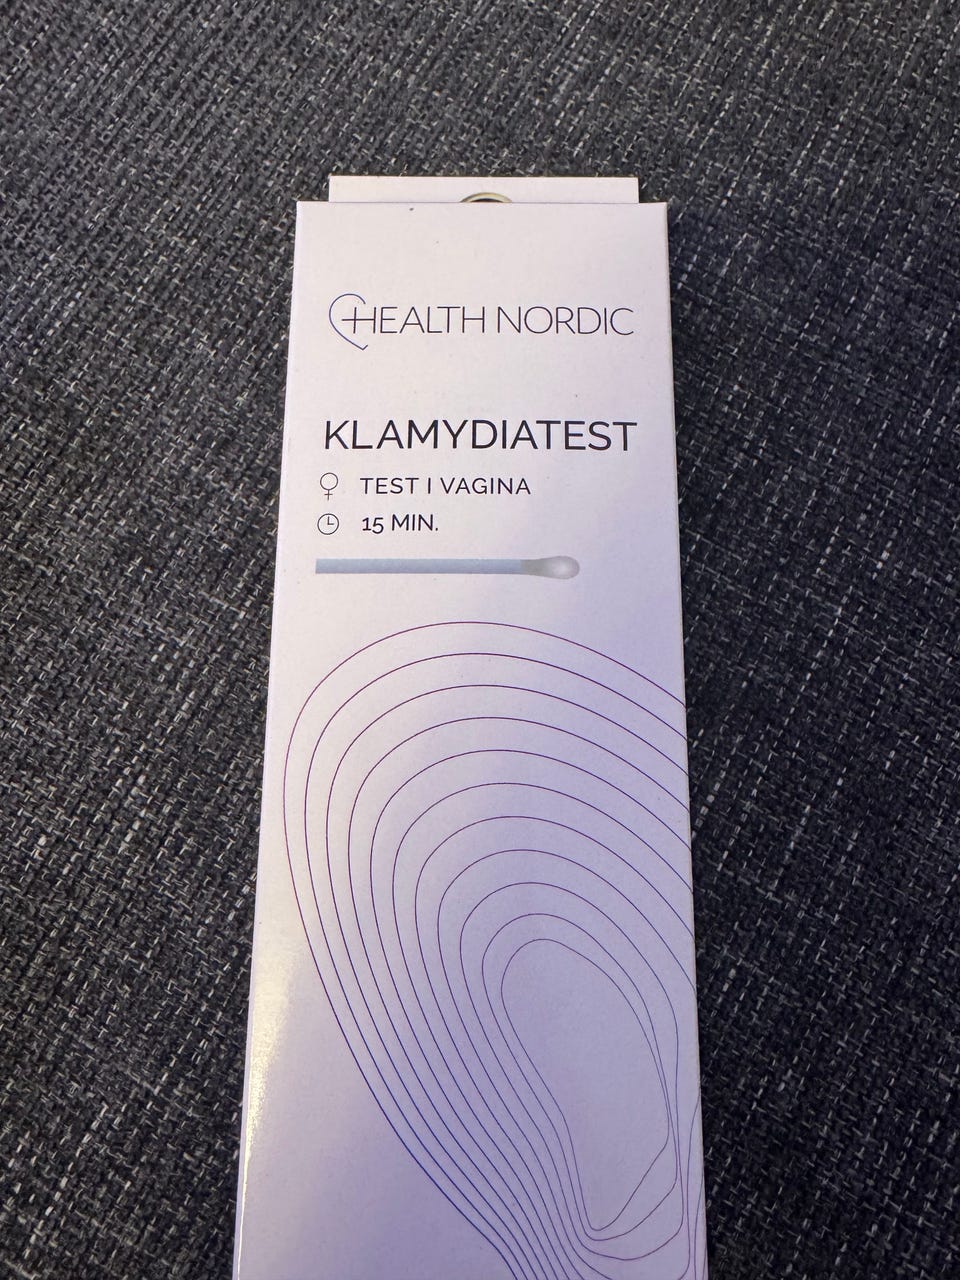 HEALTH NORDIC
KLAMYDIATEST
TEST I VAGINA
15 MIN.